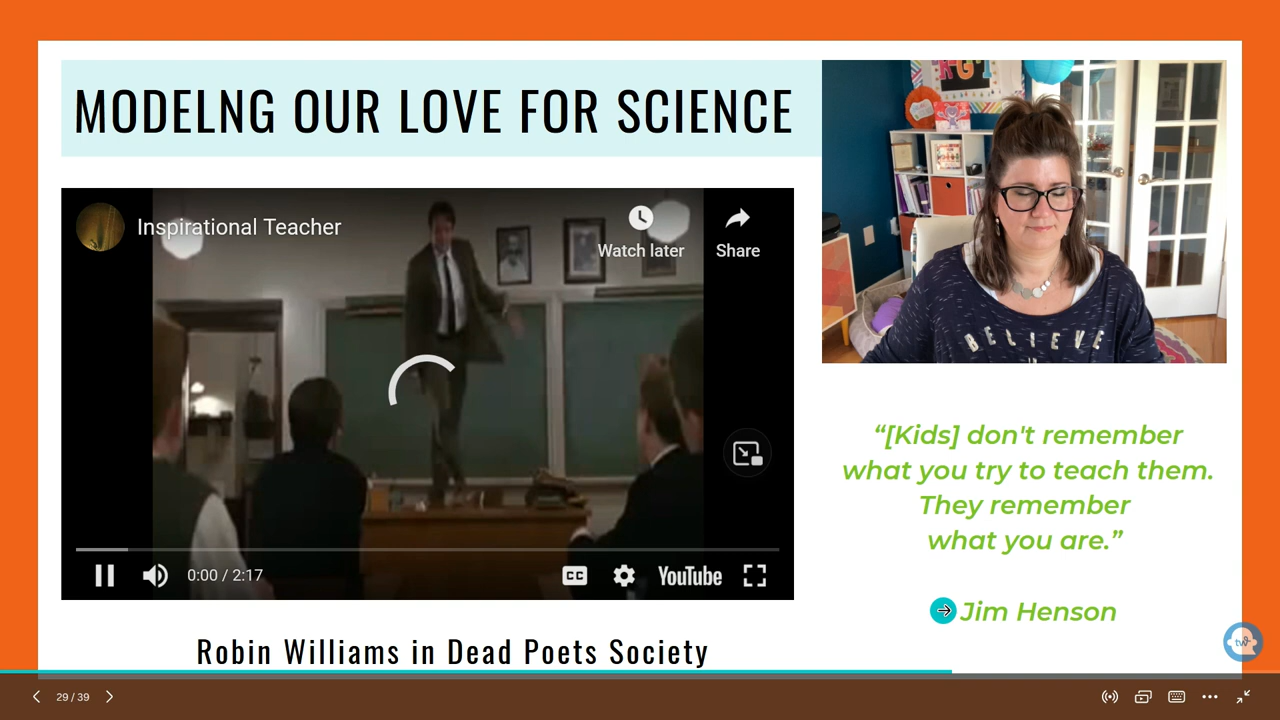 MODELNG OUR LOVE FOR SCIENCE
Inspirational Teacher
Watch later
Share
CC
0:00 / 2:17
YouTube
Robin Williams in Dead Poets Society
BELIEVE
“[Kids] don't remember
what you try to teach them.
They remember
what you are.”
Jim Henson
tw
29 / 39